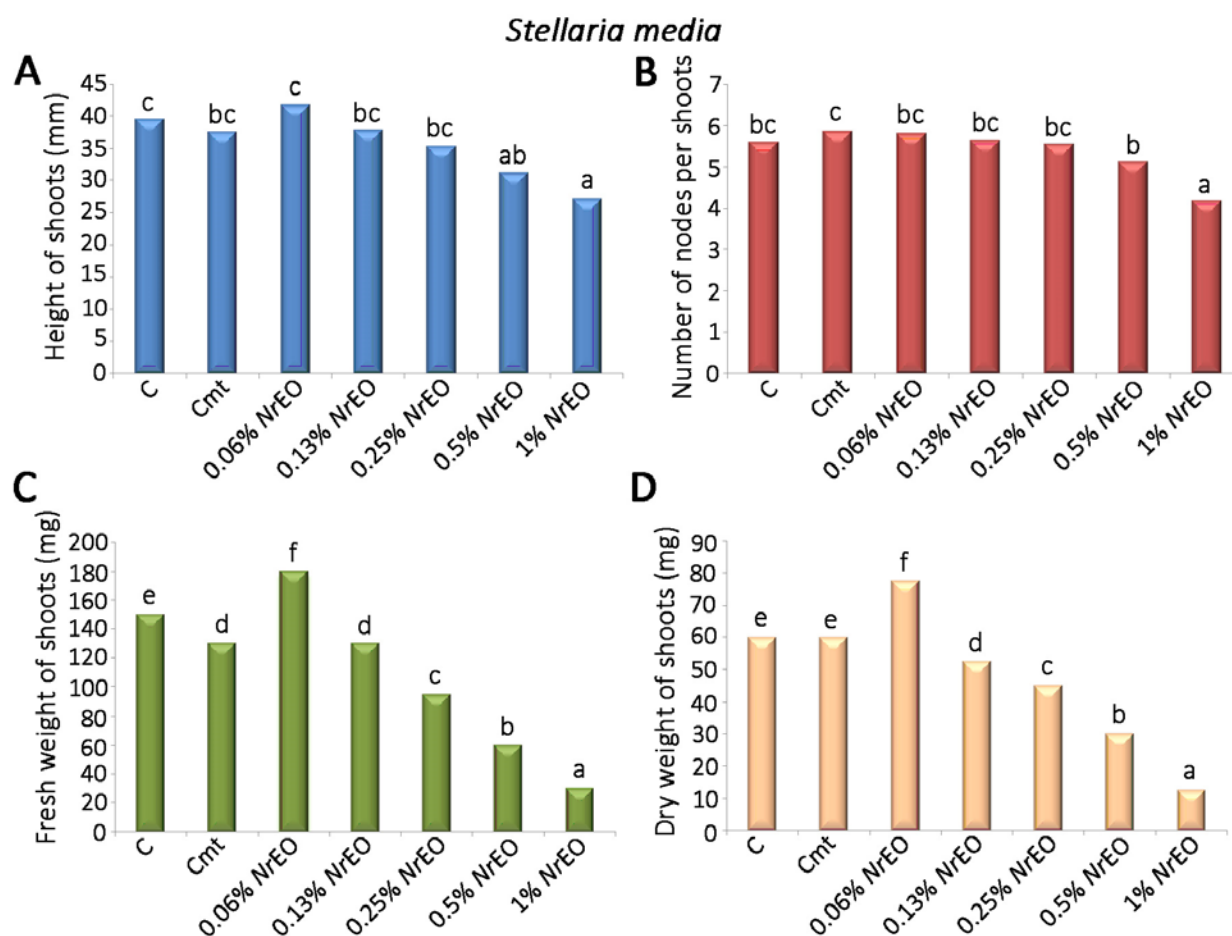 Stellaria media
A
Height of shoots (mm)
45
40
35
30
25
20
15
10
5
0
c
bc
c
bc
bc
ab
a
C
Cmt
0.06% NrEO
0.13% NrEO
0.25% NrEO
0.5% NrEO
1% NrEO
B
Number of nodes per shoots
7
6
5
4
3
2
1
0
bc
c
bc
bc
bc
b
a
C
Cmt
0.06% NrEO
0.13% NrEO
0.25% NrEO
0.5% NrEO
1% NrEO
C
Fresh weight of shoots (mg)
200
180
160
140
120
100
80
60
40
20
0
e
d
f
d
c
b
a
C
Cmt
0.06% NrEO
0.13% NrEO
0.25% NrEO
0.5% NrEO
1% NrEO
D
Dry weight of shoots (mg)
90
80
70
60
50
40
30
20
10
0
e
e
f
d
c
b
a
C
Cmt
0.06% NrEO
0.13% NrEO
0.25% NrEO
0.5% NrEO
1% NrEO